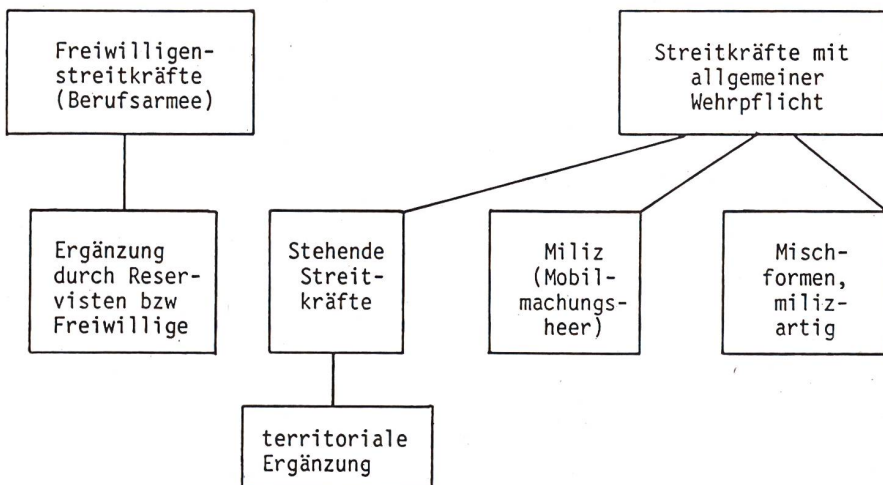 Freiwilligen-
streitkräfte
(Berufsarmee)
Streitkräfte mit
allgemeiner
Wehrpflicht
Ergänzung
durch Reser-
visten bzw
Freiwillige
Stehende
Streit-
kräfte
Miliz
(Mobil-
machungs-
heer)
Misch-
formen,
miliz-
artig
territoriale
Ergänzung